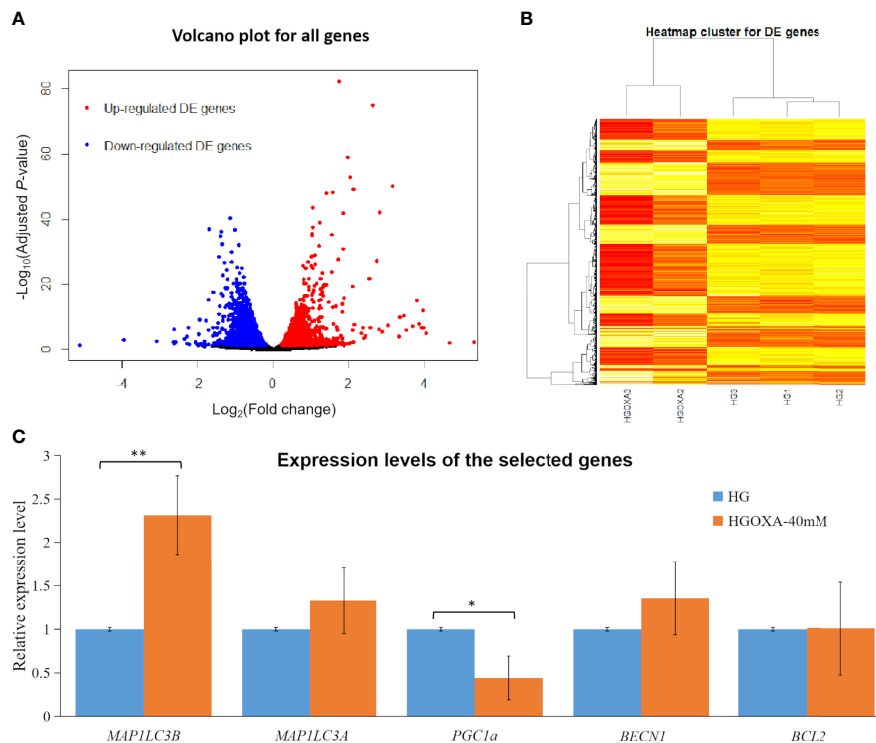 A
Volcano plot for all genes
80
60
40
20
0
-Log10(Adjusted P-value)
Up-regulated DE genes
Down-regulated DE genes
-4
-2
0
2
4
Log2(Fold change)
B
Heatmap cluster for DE genes
HGOXA3
HGOXA2
HG3
HG1
HG2
C
Expression levels of the selected genes
3
2.5
2
1.5
1
0.5
0
Relative expression level
**
*
HG
HGOXA-40mM
MAP1LC3B
MAP1LC3A
PGC1a
BECN1
BCL2